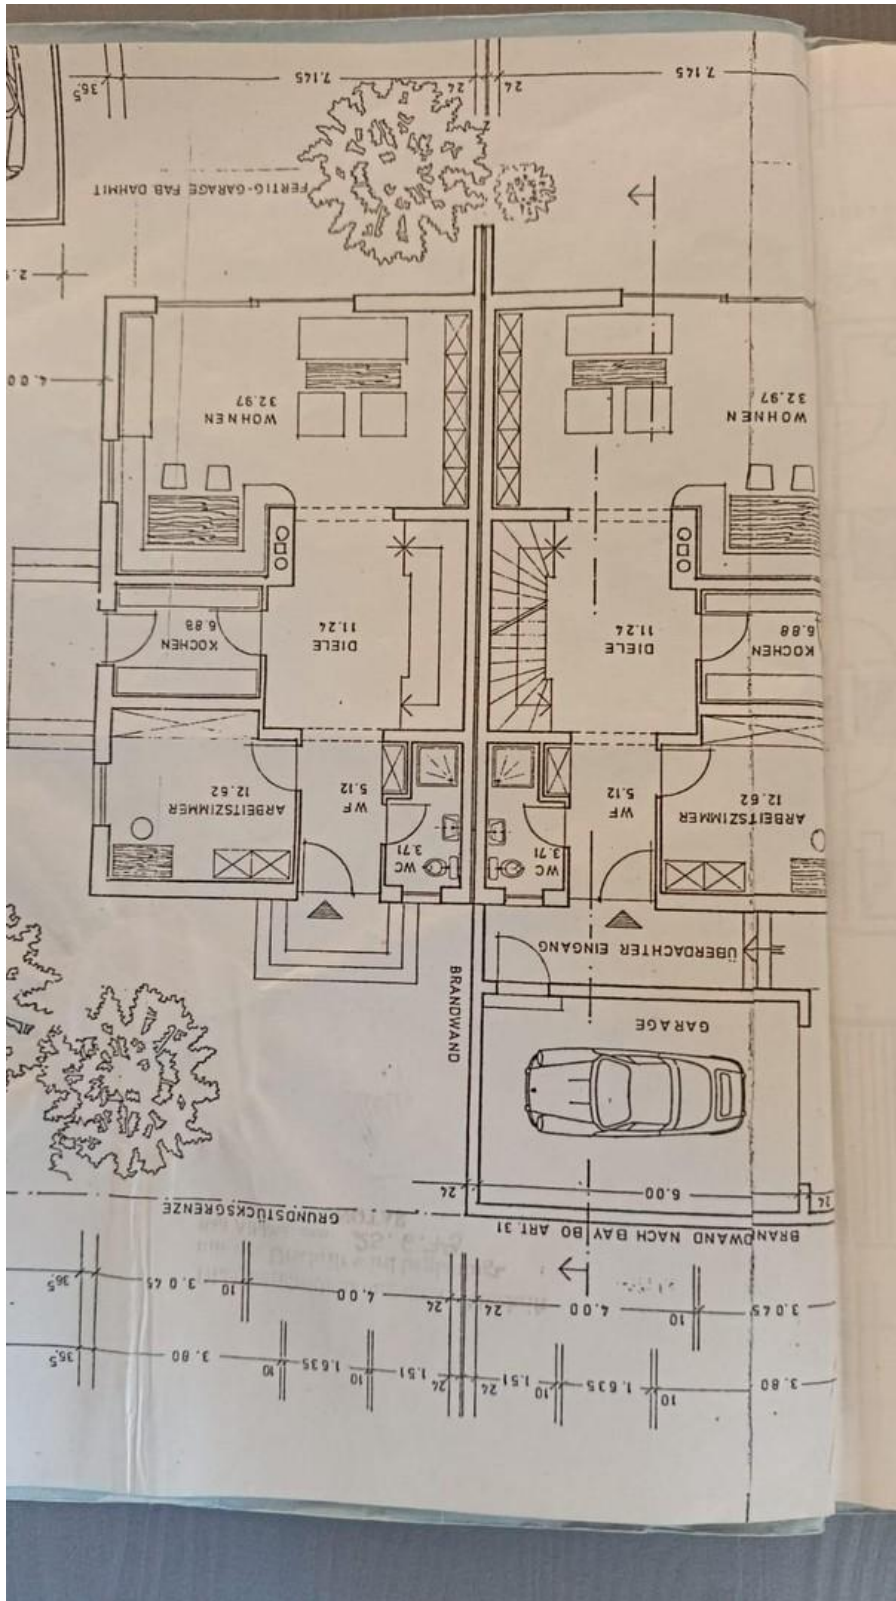 3.80 10 1.635 10 1.51 24 24 1.51 10 1.635 10 3.80 36.5
3.045 10 4.00 24 24 4.00 10 3.045 36.5
BRANDWAND NACH BAY BO ART. 31
GRUNDSTÜCKSGRENZE
24 6.00 24
GARAGE
BRANDWAND
ÜBERDACHTER EINGANG
WC
3.71
WC
3.71
ARBEITSZIMMER
12.62
WF
5.12
WF
5.12
ARBEITSZIMMER
12.62
KOCHEN
6.88
DIELE
11.24
DIELE
11.24
KOCHEN
6.88
WOHNEN
32.97
WOHNEN
32.97
4.00
FERTIG-GARAGE FAB. DAHMIT
7.145 24 24 7.145 36.5